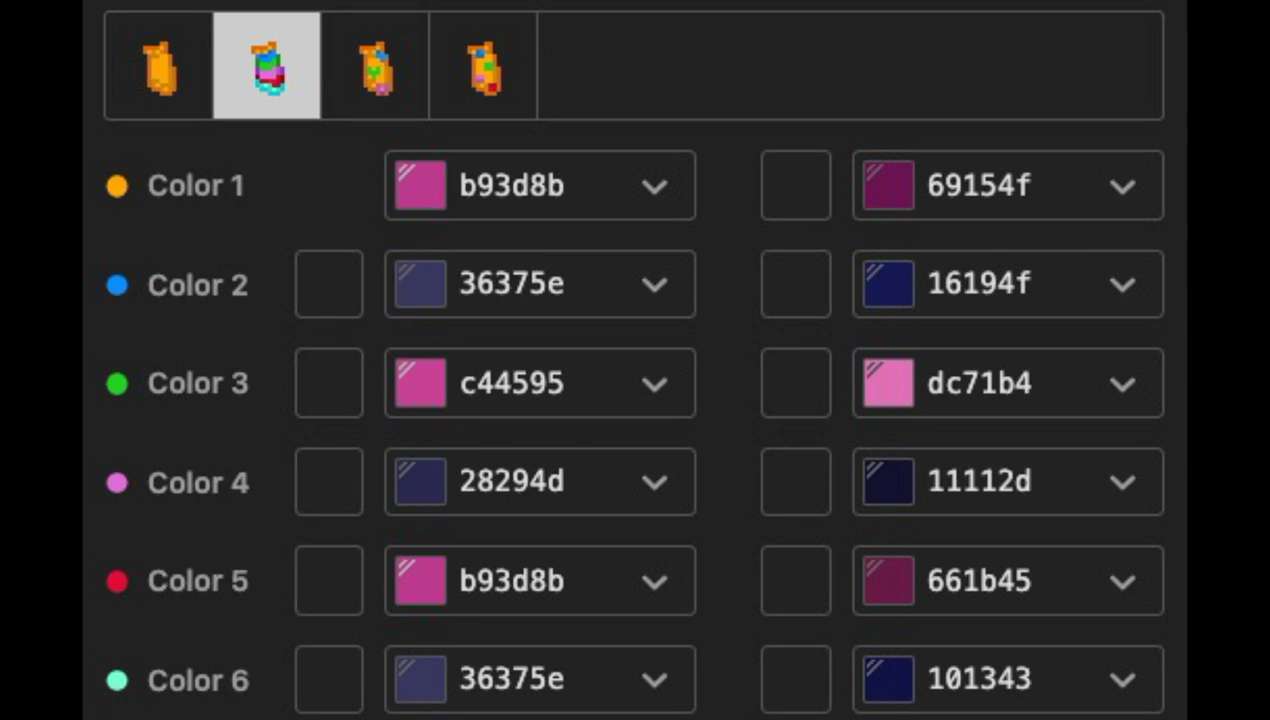 Color 1 b93d8b 69154f
Color 2 36375e 16194f
Color 3 c44595 dc71b4
Color 4 28294d 11112d
Color 5 b93d8b 661b45
Color 6 36375e 101343